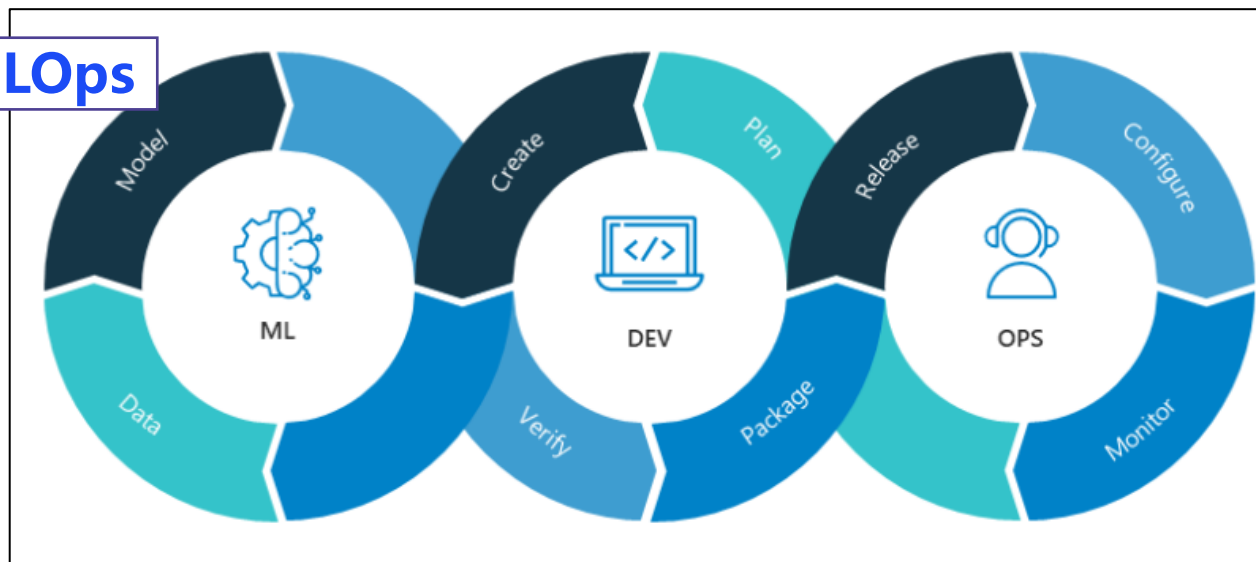 LOps
Model
Data
ML
Create
Plan
Verify
Package
DEV
Release
Configure
Monitor
OPS